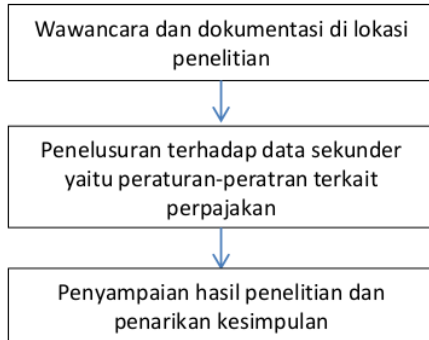 Wawancara dan dokumentasi di lokasi
penelitian
Penelusuran terhadap data sekunder
yaitu peraturan-peratran terkait
perpajakan
Penyampaian hasil penelitian dan
penarikan kesimpulan